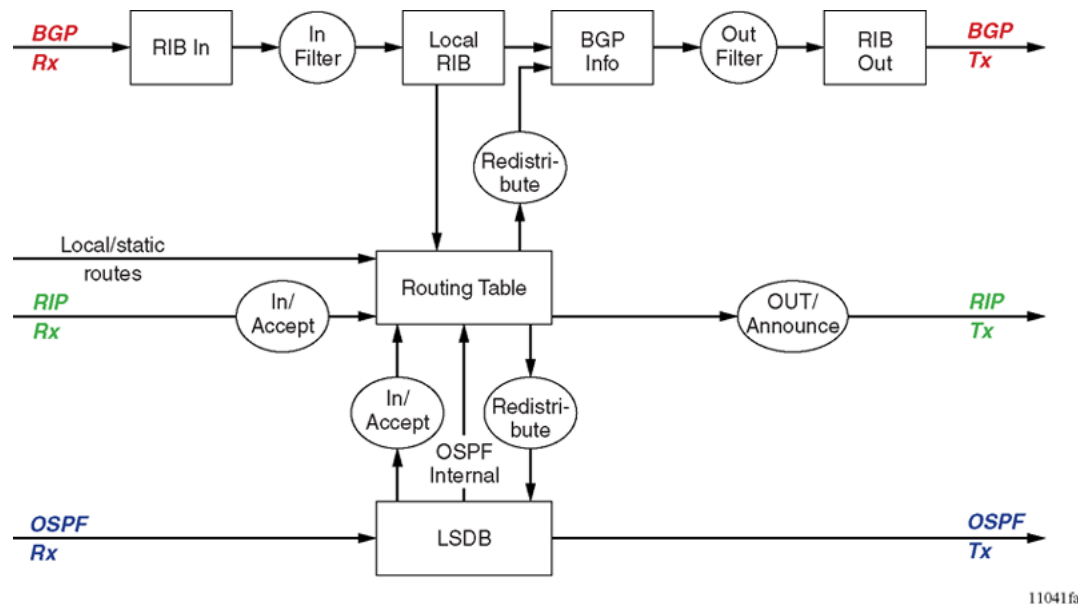 BGP
Rx
RIB In
In
Filter
Local
RIB
BGP
Info
Out
Filter
RIB
Out
BGP
Tx
Redistri-
bute
Local/static
routes
Routing Table
RIP
Rx
In/
Accept
OUT/
Announce
RIP
Tx
In/
Accept
Redistri-
bute
OSPF
Internal
OSPF
Rx
LSDB
OSPF
Tx
11041fa